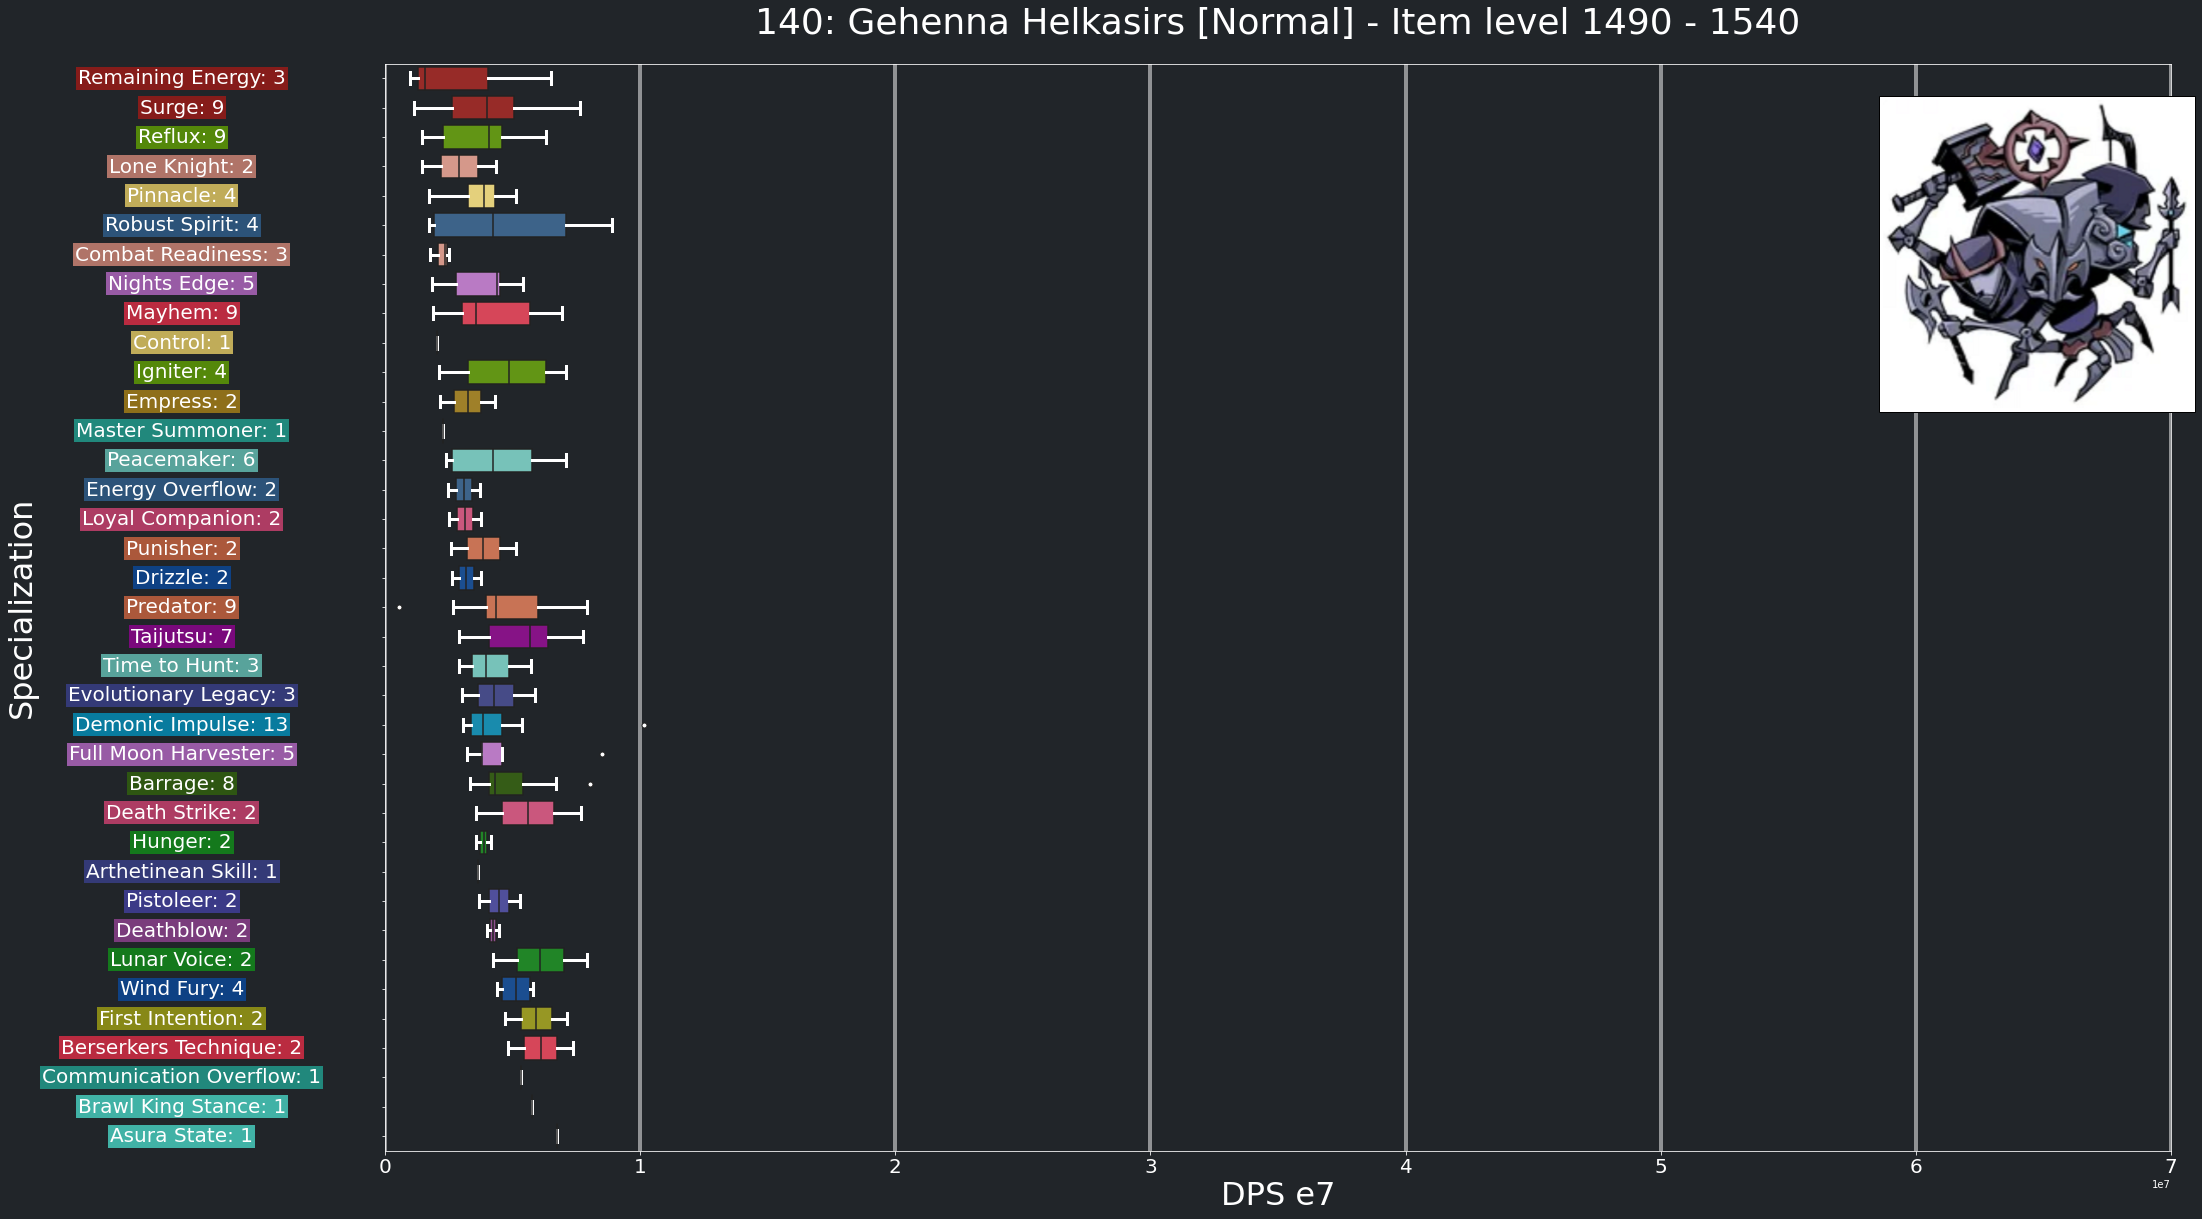 140: Gehenna Helkasirs [Normal] - Item level 1490 - 1540
Remaining Energy: 3
Surge: 9
Reflux: 9
Lone Knight: 2
Pinnacle: 4
Robust Spirit: 4
Combat Readiness: 3
Nights Edge: 5
Mayhem: 9
Control: 1
Igniter: 4
Empress: 2
Master Summoner: 1
Peacemaker: 6
Energy Overflow: 2
Loyal Companion: 2
Punisher: 2
Drizzle: 2
Predator: 9
Taijutsu: 7
Time to Hunt: 3
Evolutionary Legacy: 3
Demonic Impulse: 13
Full Moon Harvester: 5
Barrage: 8
Death Strike: 2
Hunger: 2
Arthetinean Skill: 1
Pistoleer: 2
Deathblow: 2
Lunar Voice: 2
Wind Fury: 4
First Intention: 2
Berserkers Technique: 2
Communication Overflow: 1
Brawl King Stance: 1
Asura State: 1
Specialization
0 1 2 3 4 5 6 7
1e7
DPS e7